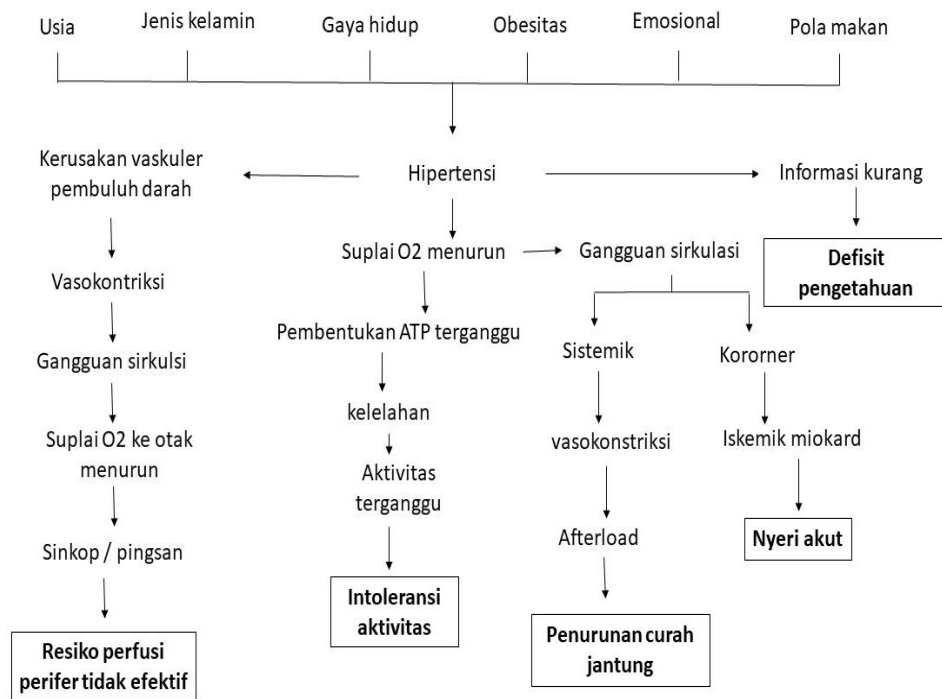 Usia
Jenis kelamin
Gaya hidup
Obesitas
Emosional
Pola makan
Kerusakan vaskuler
pembuluh darah
Hipertensi
Informasi kurang
Suplai O2 menurun
Gangguan sirkulasi
Defisit
pengetahuan
Vasokontriksi
Pembentukan ATP terganggu
Sistemik
Kororner
Gangguan sirkulsi
kelelahan
vasokonstriksi
Iskemik miokard
Suplai O2 ke otak
menurun
Aktivitas
terganggu
Afterload
Nyeri akut
Sinkop / pingsan
Intoleransi
aktivitas
Penurunan curah
jantung
Resiko perfusi
perifer tidak efektif